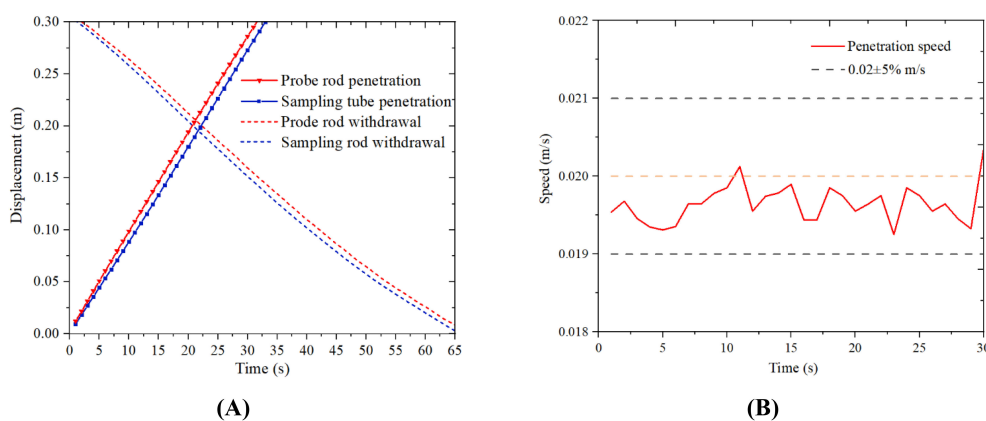 0.30
0.25
0.20
0.15
0.10
0.05
0.00
Displacement (m)
Probe rod penetration
Sampling tube penetration
Prode rod withdrawal
Sampling rod withdrawal
0 5 10 15 20 25 30 35 40 45 50 55 60 65
Time (s)
(A)
0.022
0.021
0.020
0.019
0.018
Speed (m/s)
Penetration speed
0.02±5% m/s
0 5 10 15 20 25 30
Time (s)
(B)